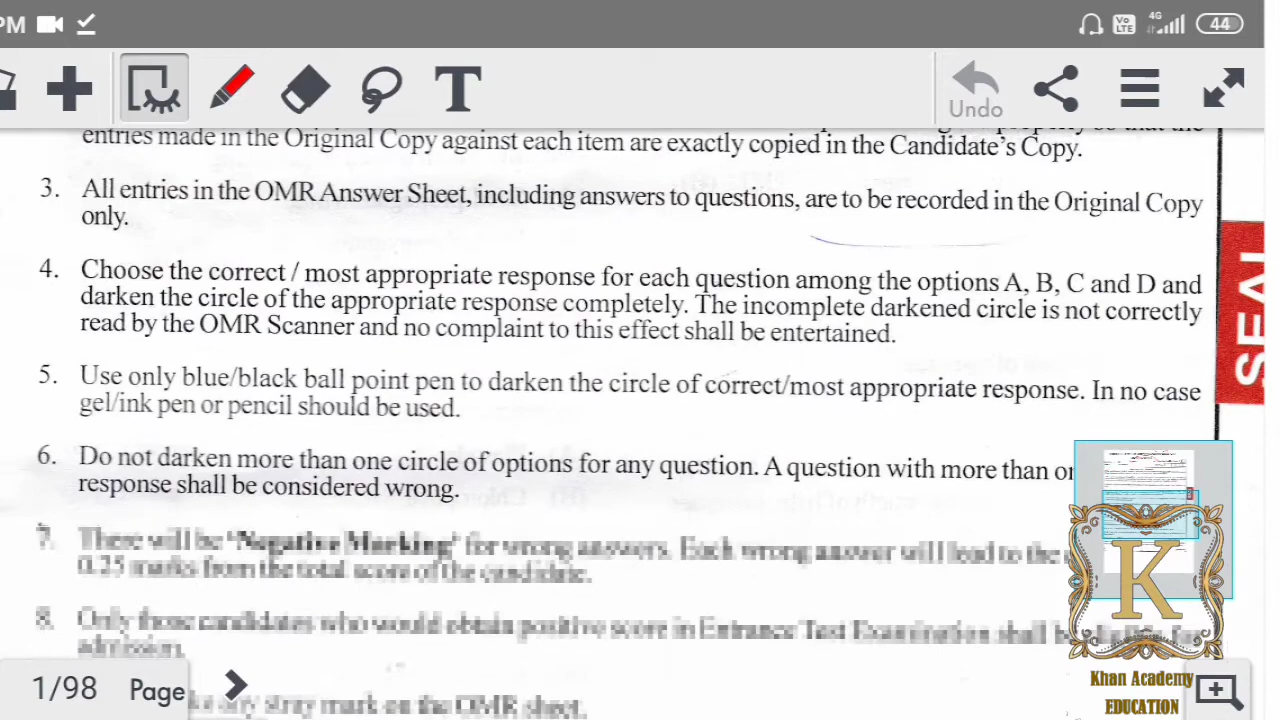 PM
Vo LTE
4G
44
T
Undo
entries made in the Original Copy against each item are exactly copied in the Candidate's Copy.
3. All entries in the OMR Answer Sheet, including answers to questions, are to be recorded in the Original Copy
only.
4. Choose the correct / most appropriate response for each question among the options A, B, C and D and
darken the circle of the appropriate response completely. The incomplete darkened circle is not correctly
read by the OMR Scanner and no complaint to this effect shall be entertained.
5. Use only blue/black ball point pen to darken the circle of correct/most appropriate response. In no case
gel/ink pen or pencil should be used.
6. Do not darken more than one circle of options for any question. A question with more than
response shall be considered wrong.
7. There will be 'Negative Marking' for wrong answers. Each wrong answer will lead to the
0.25 marks from the total score of the candidate.
8. Only those candidates who would obtain positive score in Entrance Test Examination shall be eligible for
admission.
any stray mark on the OMR sheet.
SEAL
1/98 Page
K
Khan Academy
EDUCATION